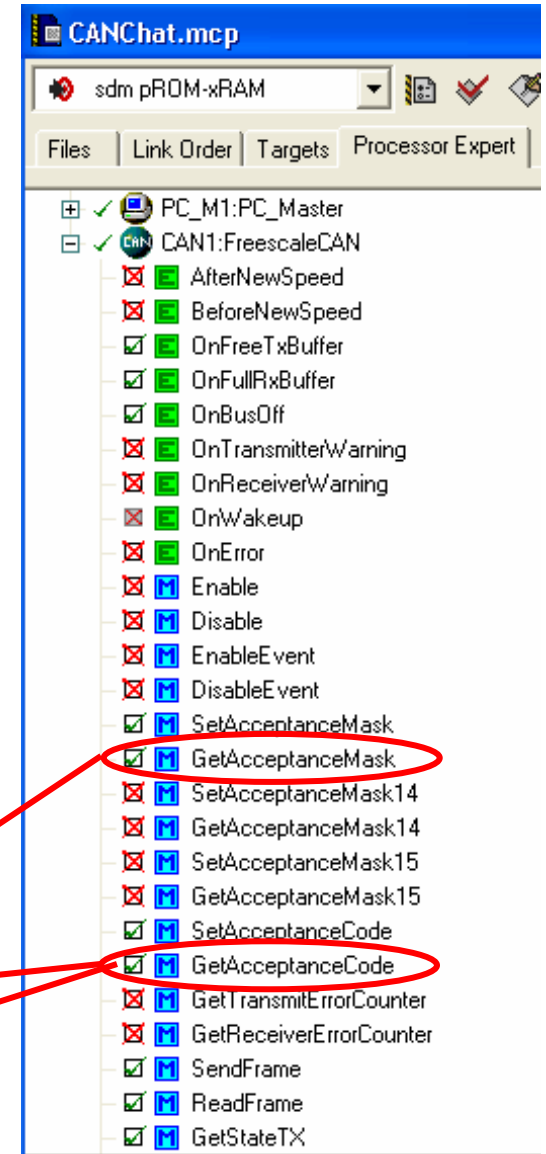 CANChat.mcp
sdm pROM-xRAM
Files Link Order Targets Processor Expert
PC_M1:PC_Master
CAN CAN1:FreescaleCAN
E AfterNewSpeed
E BeforeNewSpeed
E OnFreeTxBuffer
E OnFullRxBuffer
E OnBusOff
E OnTransmitterWarning
E OnReceiverWarning
E OnWakeup
E OnError
M Enable
M Disable
M EnableEvent
M DisableEvent
M SetAcceptanceMask
M GetAcceptanceMask
M SetAcceptanceMask14
M GetAcceptanceMask14
M SetAcceptanceMask15
M GetAcceptanceMask15
M SetAcceptanceCode
M GetAcceptanceCode
M GetTransmitErrorCounter
M GetReceiverErrorCounter
M SendFrame
M ReadFrame
M GetStateTX